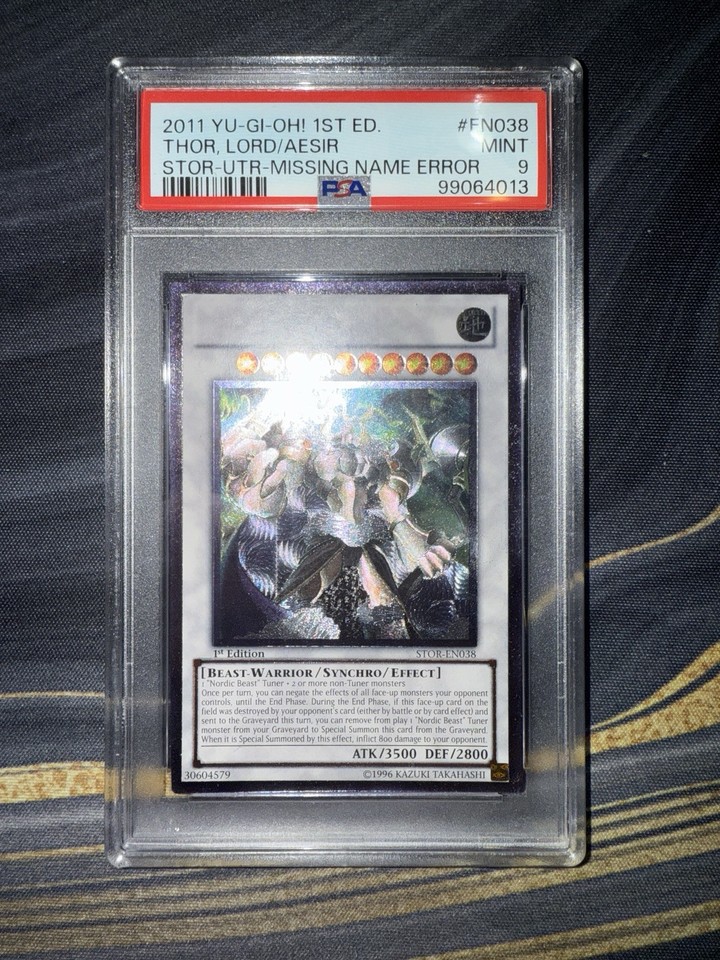 2011 YU-GI-OH! 1ST ED. #EN038
THOR, LORD/AESIR MINT
STOR-UTR-MISSING NAME ERROR 9
PSA 99064013
地
1st Edition STOR-EN038
[BEAST-WARRIOR/SYNCHRO/EFFECT]
1 "Nordic Beast" Tuner + 2 or more non-Tuner monsters
Once per turn, you can negate the effects of all face-up monsters your opponent
controls, until the End Phase. During the End Phase, if this face-up card on the
field was destroyed by your opponent's card (either by battle or by card effect) and
sent to the Graveyard this turn, you can remove from play 1 "Nordic Beast" Tuner
monster from your Graveyard to Special Summon this card from the Graveyard.
When it is Special Summoned by this effect, inflict 800 damage to your opponent.
ATK/3500 DEF/2800
30604579 ©1996 KAZUKI TAKAHASHI